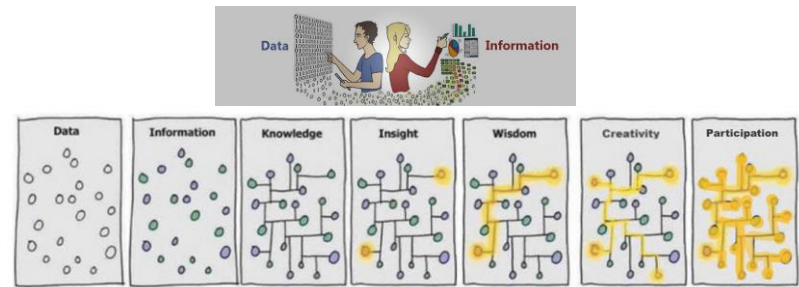 Data
Information
Data
Information
Knowledge
Insight
Wisdom
Creativity
Participation